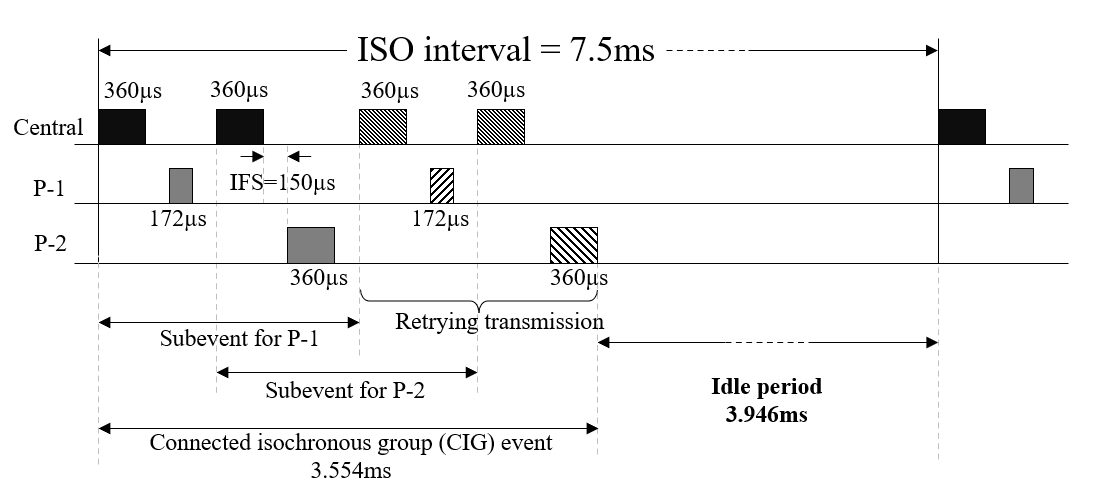 ISO interval = 7.5ms
360μs
360μs
360μs
360μs
Central
IFS=150μs
P-1
172μs
172μs
P-2
360μs
360μs
Retrying transmission
Subevent for P-1
Subevent for P-2
Idle period
3.946ms
Connected isochronous group (CIG) event
3.554ms